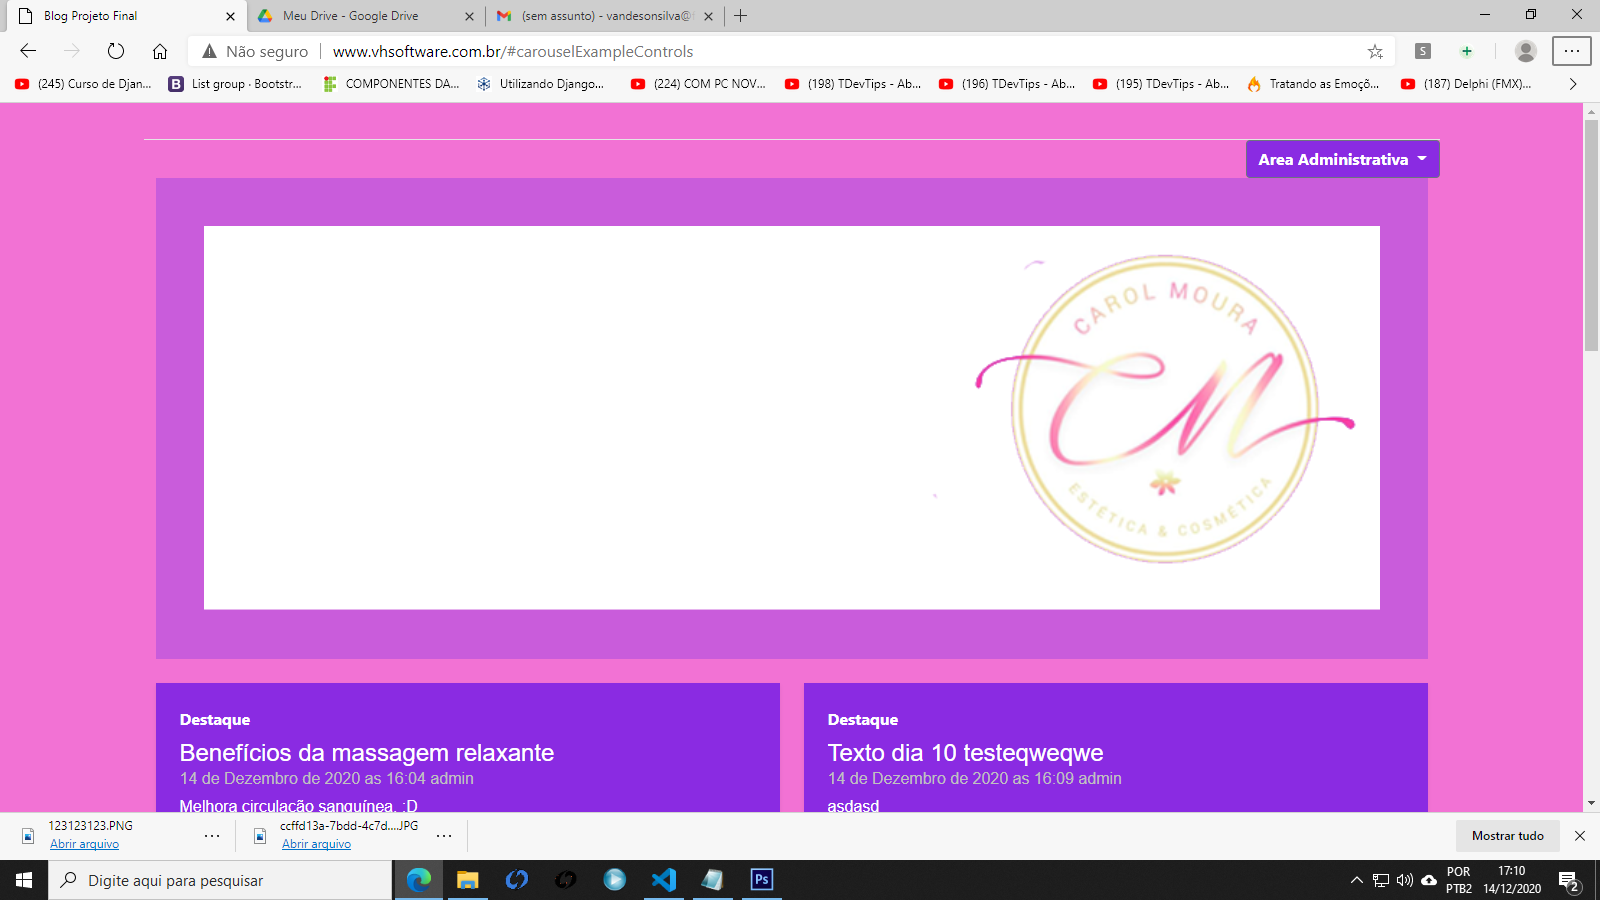 Blog Projeto Final
Meu Drive - Google Drive
(sem assunto) - vandesonsilva@
Não seguro
www.vhsoftware.com.br/#carouselExampleControls
S
(245) Curso de Djan...
B
List group · Bootstr...
COMPONENTES DA...
Utilizando Django...
(224) COM PC NOV...
(198) TDevTips - Ab...
(196) TDevTips - Ab...
(195) TDevTips - Ab...
Tratando as Emoçõ...
(187) Delphi (FMX)...
Area Administrativa
CAROL MOURA
CM
ESTÉTICA & COSMÉTICA
Destaque
Benefícios da massagem relaxante
14 de Dezembro de 2020 as 16:04 admin
Melhora circulação sanguínea. :D
Destaque
Texto dia 10 testeqweqwe
14 de Dezembro de 2020 as 16:09 admin
asdasd
123123123.PNG
Abrir arquivo
ccffd13a-7bdd-4c7d....JPG
Abrir arquivo
Mostrar tudo
Digite aqui para pesquisar
Ps
POR
PTB2
17:10
14/12/2020
2